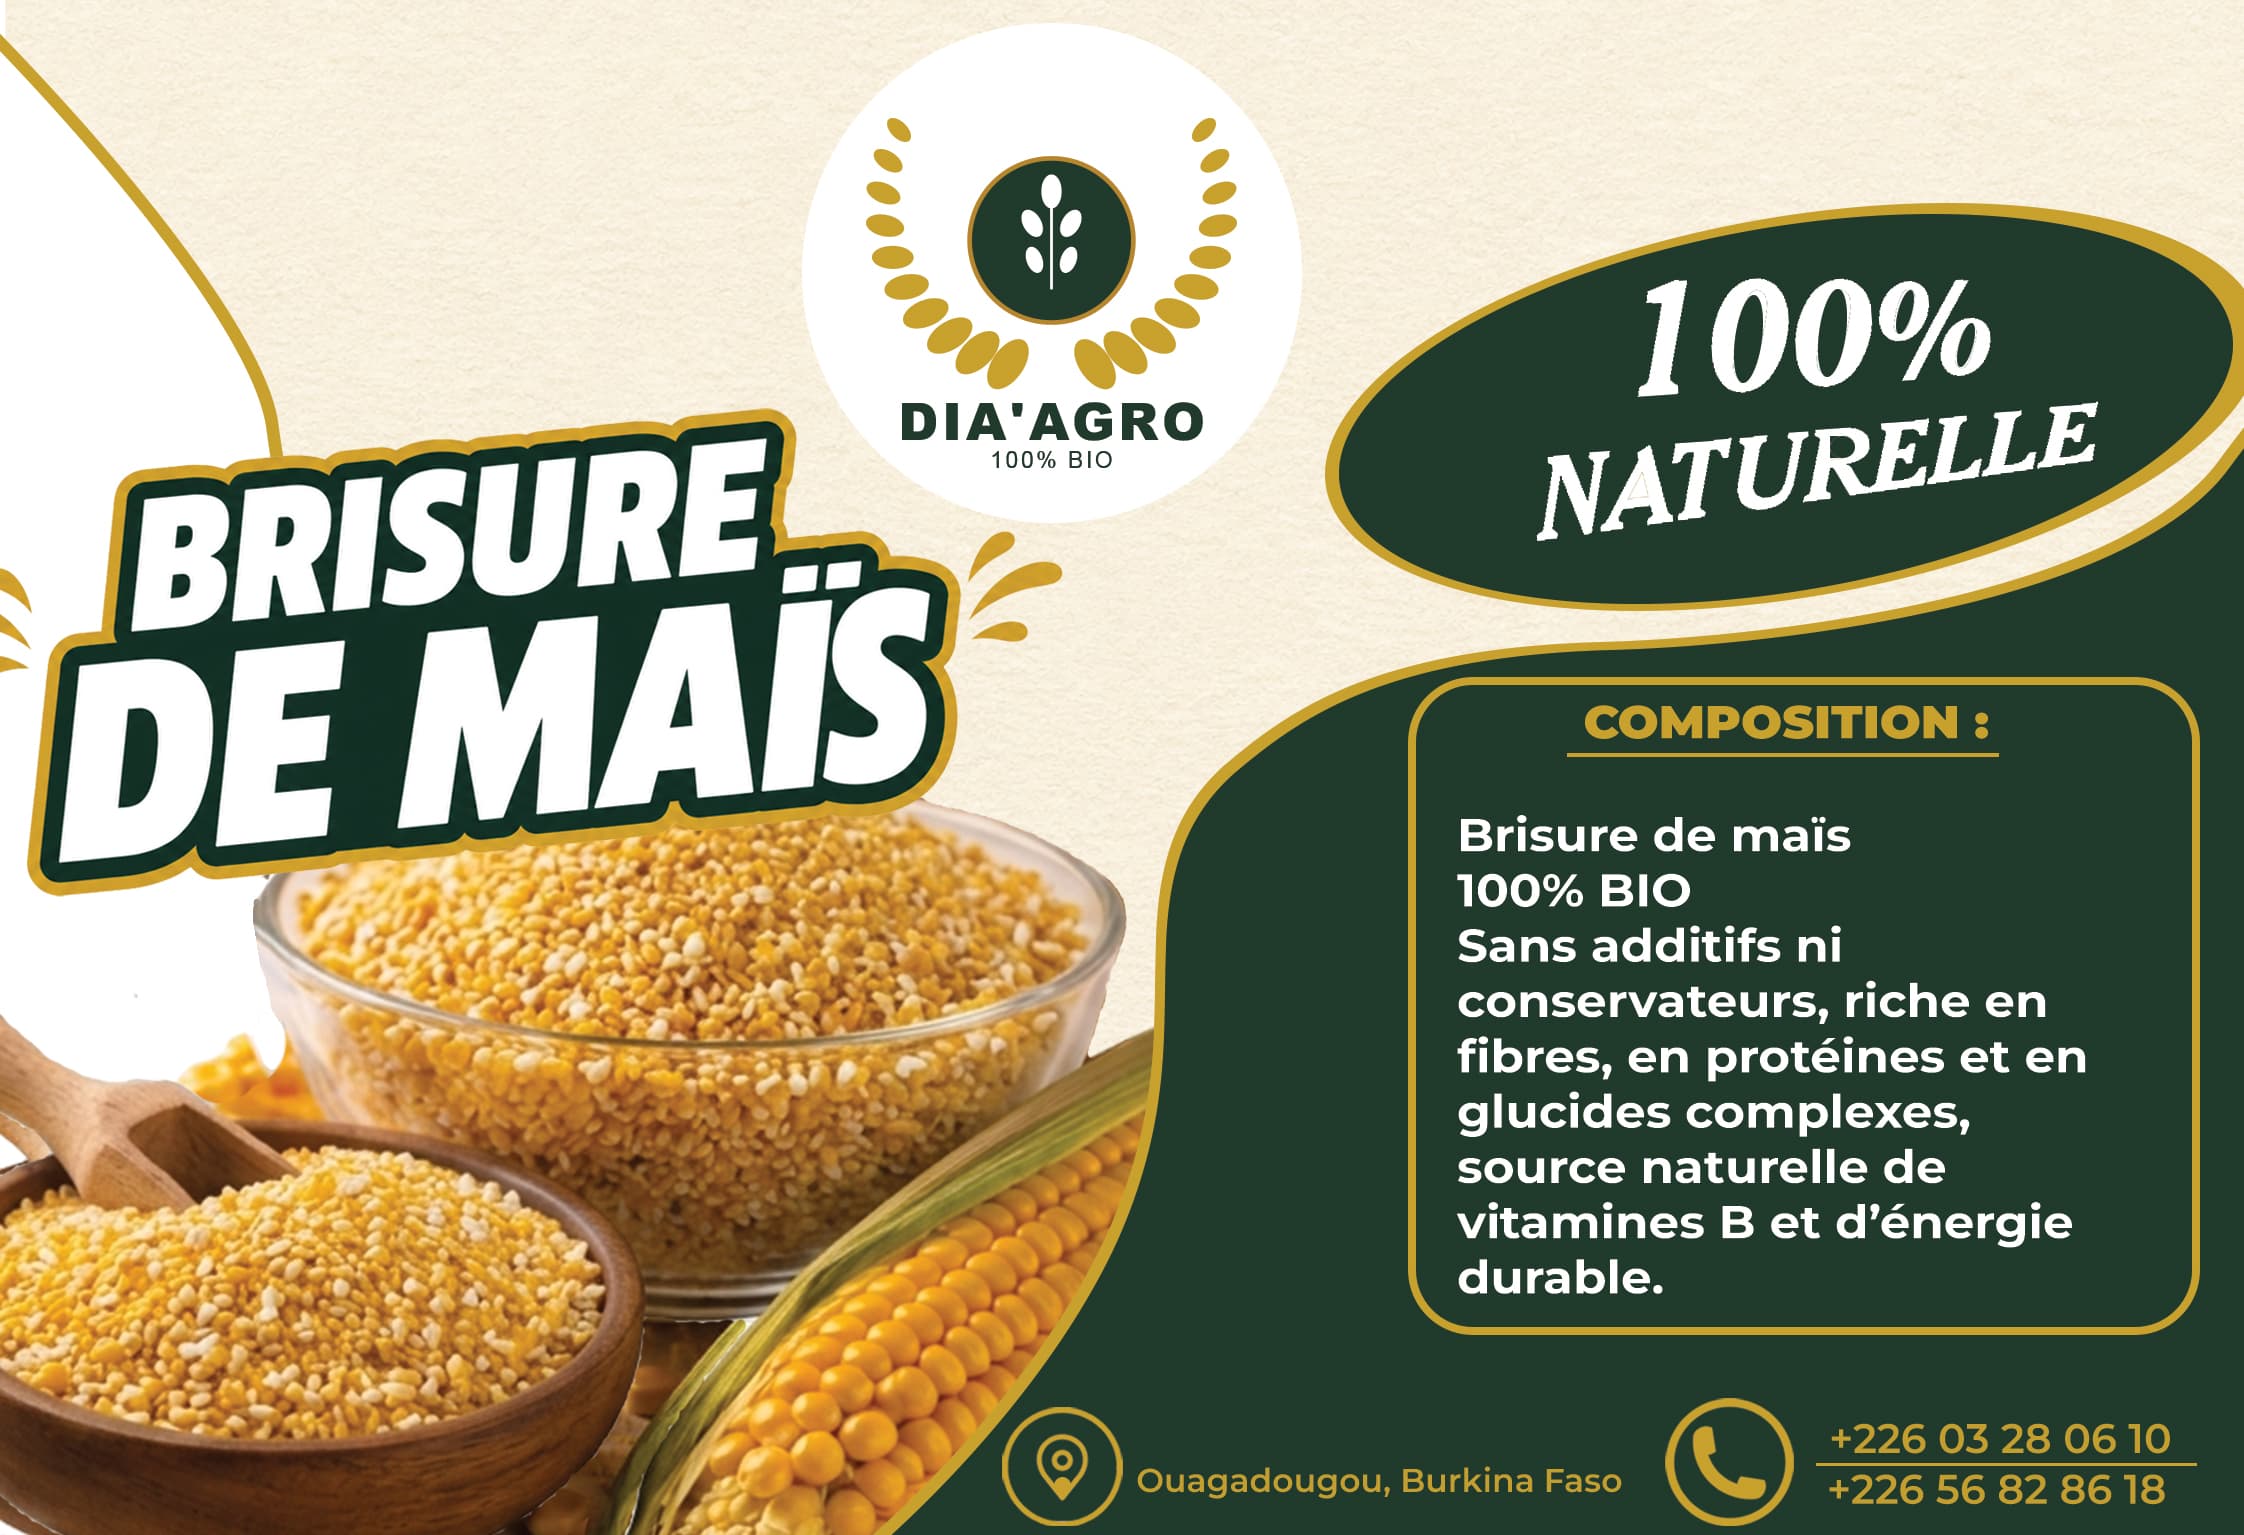 DIA'AGRO
100% BIO
BRISURE
DE MAÏS
100%
NATURELLE
COMPOSITION :
Brisure de maïs
100% BIO
Sans additifs ni
conservateurs, riche en
fibres, en protéines et en
glucides complexes,
source naturelle de
vitamines B et d’énergie
durable.
Ouagadougou, Burkina Faso
+226 03 28 06 10
+226 56 82 86 18